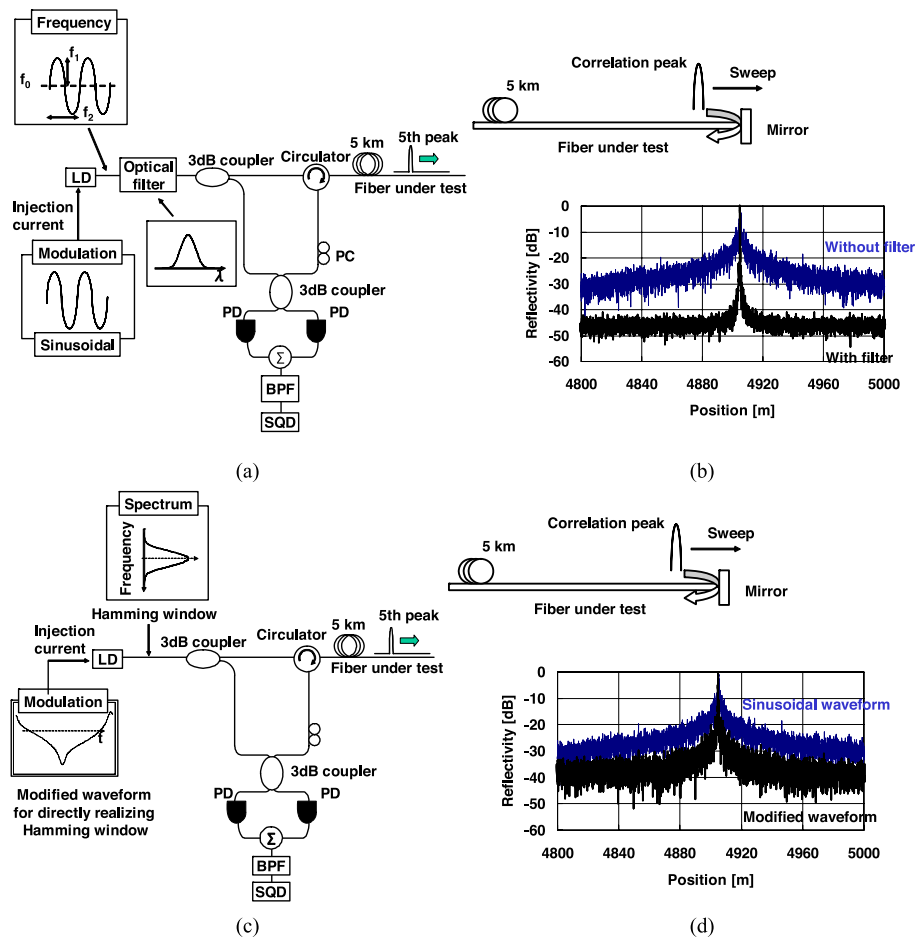 Frequency
f1
f0
f2
LD
Optical
filter
3dB coupler
Circulator
5 km
5th peak
Fiber under test
Injection
current
Modulation
Sinusoidal
λ
PC
3dB coupler
PD
PD
Σ
BPF
SQD
(a)
Correlation peak
Sweep
5 km
Mirror
Fiber under test
Reflectivity [dB]
0
-10
-20
-30
-40
-50
-60
Without filter
With filter
4800
4840
4880
4920
4960
5000
Position [m]
(b)
Spectrum
Frequency
Hamming window
Injection
current
LD
3dB coupler
Circulator
5 km
5th peak
Fiber under test
Modulation
t
Modified waveform
for directly realizing
Hamming window
3dB coupler
PD
PD
Σ
BPF
SQD
(c)
Correlation peak
Sweep
5 km
Mirror
Fiber under test
Reflectivity [dB]
0
-10
-20
-30
-40
-50
-60
Sinusoidal waveform
Modified waveform
4800
4840
4880
4920
4960
5000
Position [m]
(d)